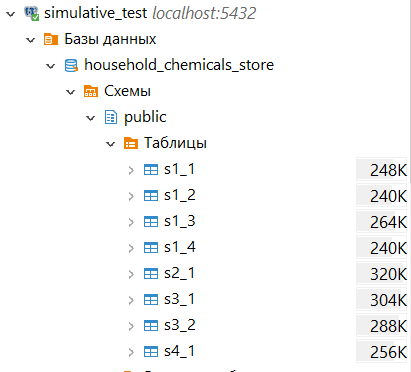 simulative_test localhost:5432
Базы данных
household_chemicals_store
Схемы
public
Таблицы
s1_1 248K
s1_2 240K
s1_3 264K
s1_4 240K
s2_1 320K
s3_1 304K
s3_2 288K
s4_1 256K